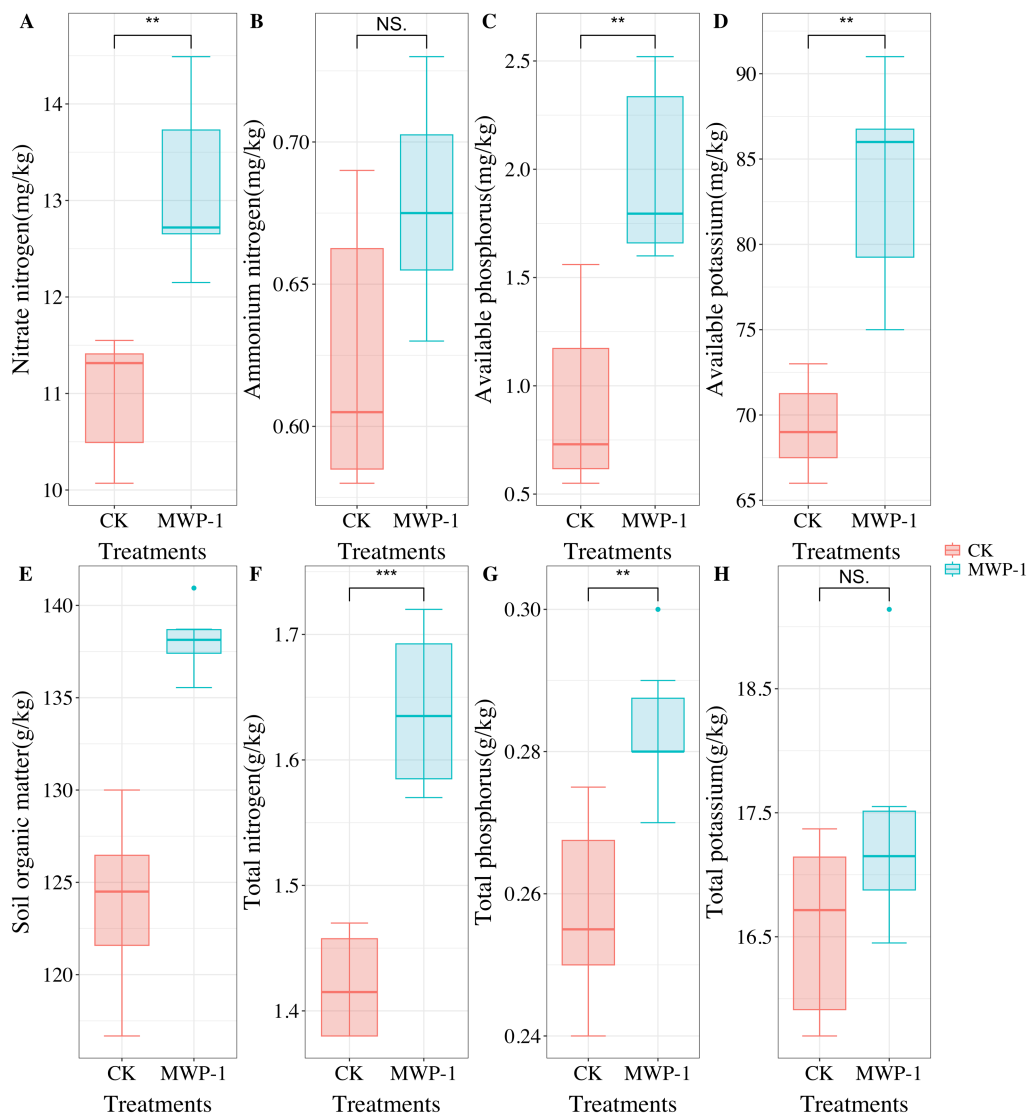 A
**
Nitrate nitrogen(mg/kg)
14
13
12
11
10
CK
MWP-1
Treatments
B
NS.
Ammonium nitrogen(mg/kg)
0.70
0.65
0.60
CK
MWP-1
Treatments
C
**
Available phosphorus(mg/kg)
2.5
2.0
1.5
1.0
0.5
CK
MWP-1
Treatments
D
**
Available potassium(mg/kg)
90
85
80
75
70
65
CK
MWP-1
Treatments
CK
MWP-1
E
Soil organic matter(g/kg)
140
135
130
125
120
CK
MWP-1
Treatments
F
***
Total nitrogen(g/kg)
1.7
1.6
1.5
1.4
CK
MWP-1
Treatments
G
**
Total phosphorus(g/kg)
0.30
0.28
0.26
0.24
CK
MWP-1
Treatments
H
NS.
Total potassium(g/kg)
18.5
17.5
16.5
CK
MWP-1
Treatments